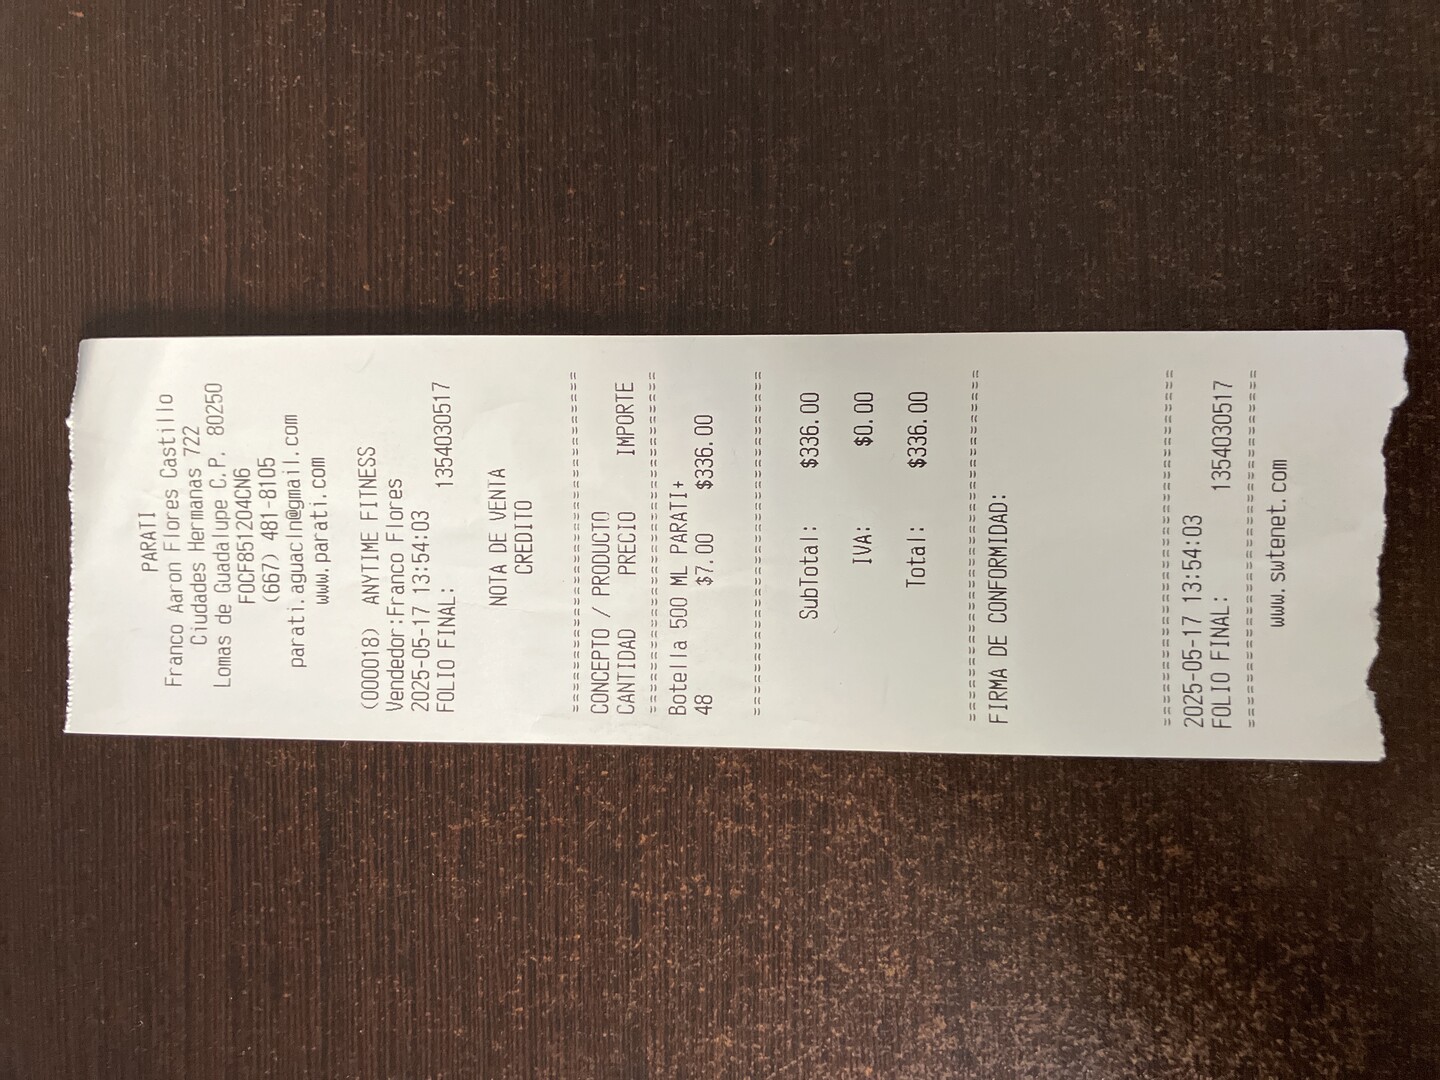 PARATI
Franco Aaron Flores Castillo
Ciudades Hermanas 722
Lomas de Guadalupe C.P. 80250
FOCF851204CN6
(667) 481-8105
parati.aguacln@gmail.com
www.parati.com
(000018) ANYTIME FITNESS
Vendedor:Franco Flores
2025-05-17 13:54:03
FOLIO FINAL: 1354030517
NOTA DE VENTA
CREDITO
================================
CONCEPTO / PRODUCTO
CANTIDAD PRECIO IMPORTE
================================
Botella 500 ML PARATI+
48 $7.00 $336.00
================================
SubTotal: $336.00
IVA: $0.00
Total: $336.00
================================
FIRMA DE CONFORMIDAD:
================================
2025-05-17 13:54:03
FOLIO FINAL: 1354030517
================================
www.swtenet.com